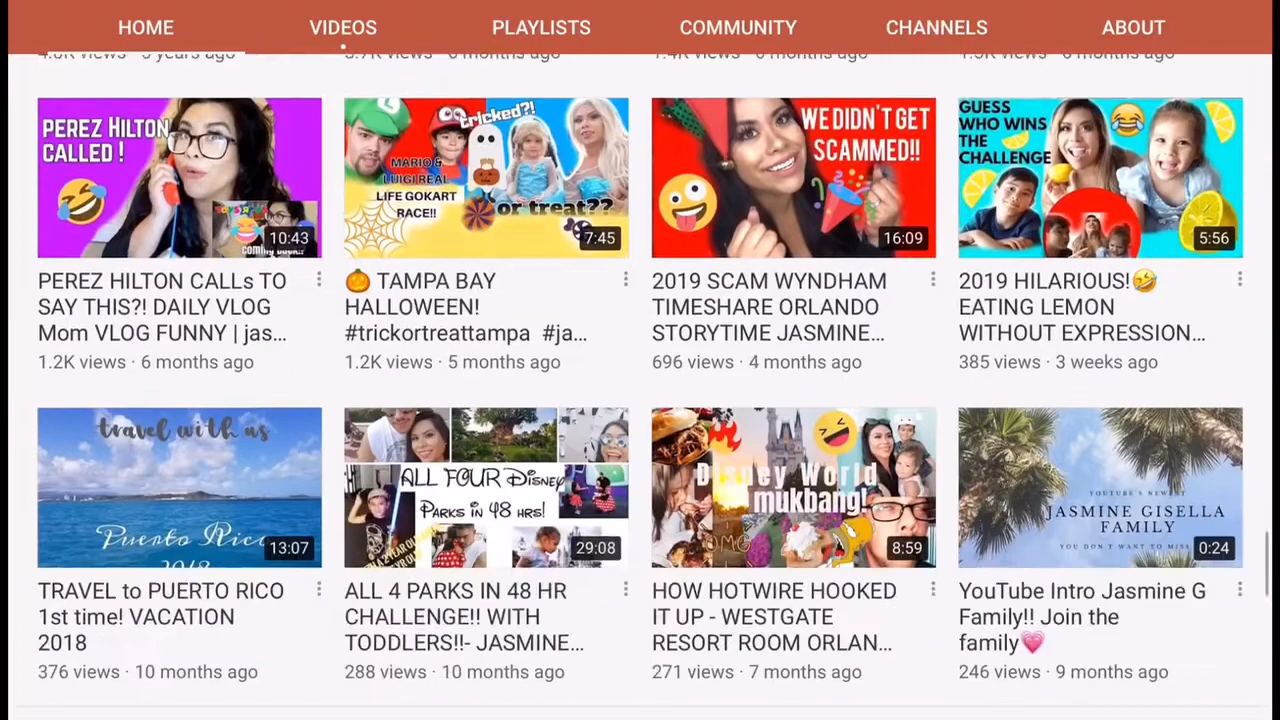 HOME VIDEOS PLAYLISTS COMMUNITY CHANNELS ABOUT
4.8K views · 5 years ago 3.7K views · 6 months ago 1.4K views · 6 months ago 1.3K views · 6 months ago
PEREZ HILTON
CALLED !
10:43
tricked?!
MARIO &
LUIGI REAL
LIFE GOKART
RACE!!
or treat??
7:45
WE DIDN'T GET
SCAMMED!!
16:09
GUESS
WHO WINS
THE
CHALLENGE
5:56
PEREZ HILTON CALLs TO
SAY THIS?! DAILY VLOG
Mom VLOG FUNNY | jas...
1.2K views · 6 months ago
🎃 TAMPA BAY
HALLOWEEN!
#trickortreattampa #ja...
1.2K views · 5 months ago
2019 SCAM WYNDHAM
TIMESHARE ORLANDO
STORYTIME JASMINE...
696 views · 4 months ago
2019 HILARIOUS!🤣
EATING LEMON
WITHOUT EXPRESSION...
385 views · 3 weeks ago
travel with us
Puerto Rico
2018
13:07
ALL FOUR Disney
Parks in 48 hrs!
29:08
Disney World
mukbang!
OMG
8:59
YOUTUBE'S NEWEST
JASMINE GISELLA
FAMILY
YOU DON'T WANT TO MISS
0:24
TRAVEL to PUERTO RICO
1st time! VACATION
2018
376 views · 10 months ago
ALL 4 PARKS IN 48 HR
CHALLENGE!! WITH
TODDLERS!!- JASMINE...
288 views · 10 months ago
HOW HOTWIRE HOOKED
IT UP - WESTGATE
RESORT ROOM ORLAN...
271 views · 7 months ago
YouTube Intro Jasmine G
Family!! Join the
family💗
246 views · 9 months ago